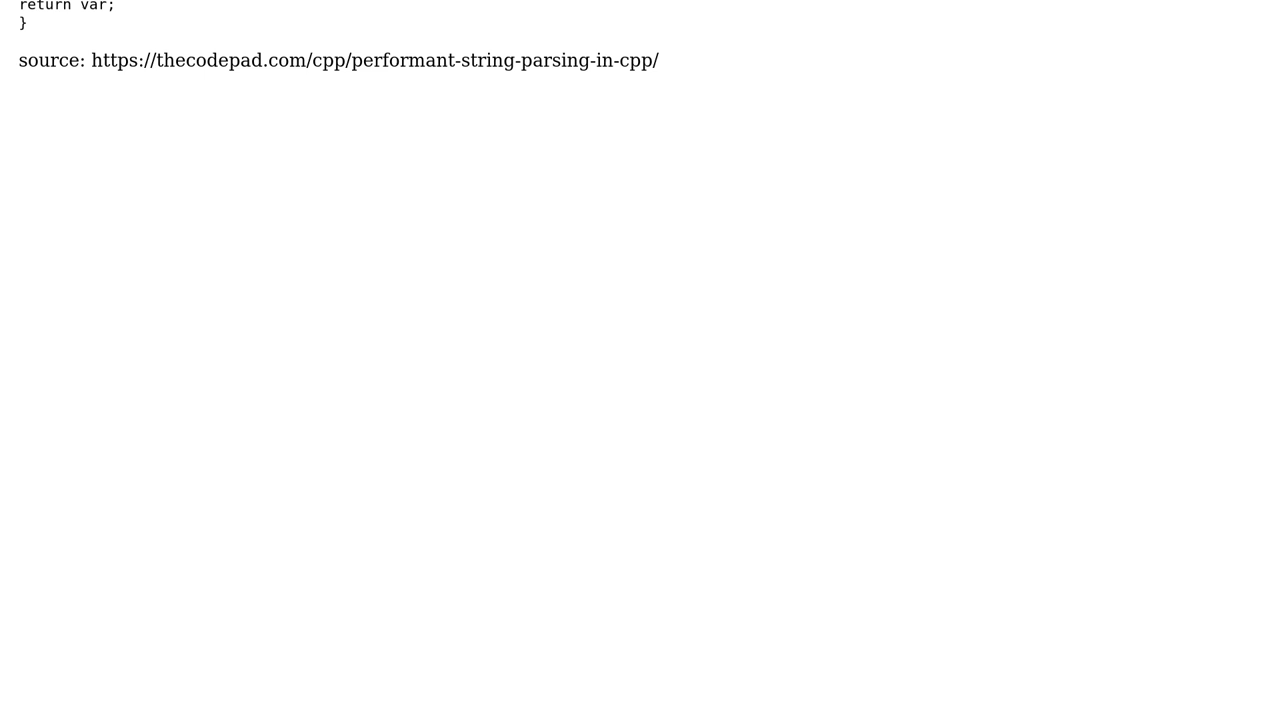 return var;
}
source: https://thecodepad.com/cpp/performant-string-parsing-in-cpp/